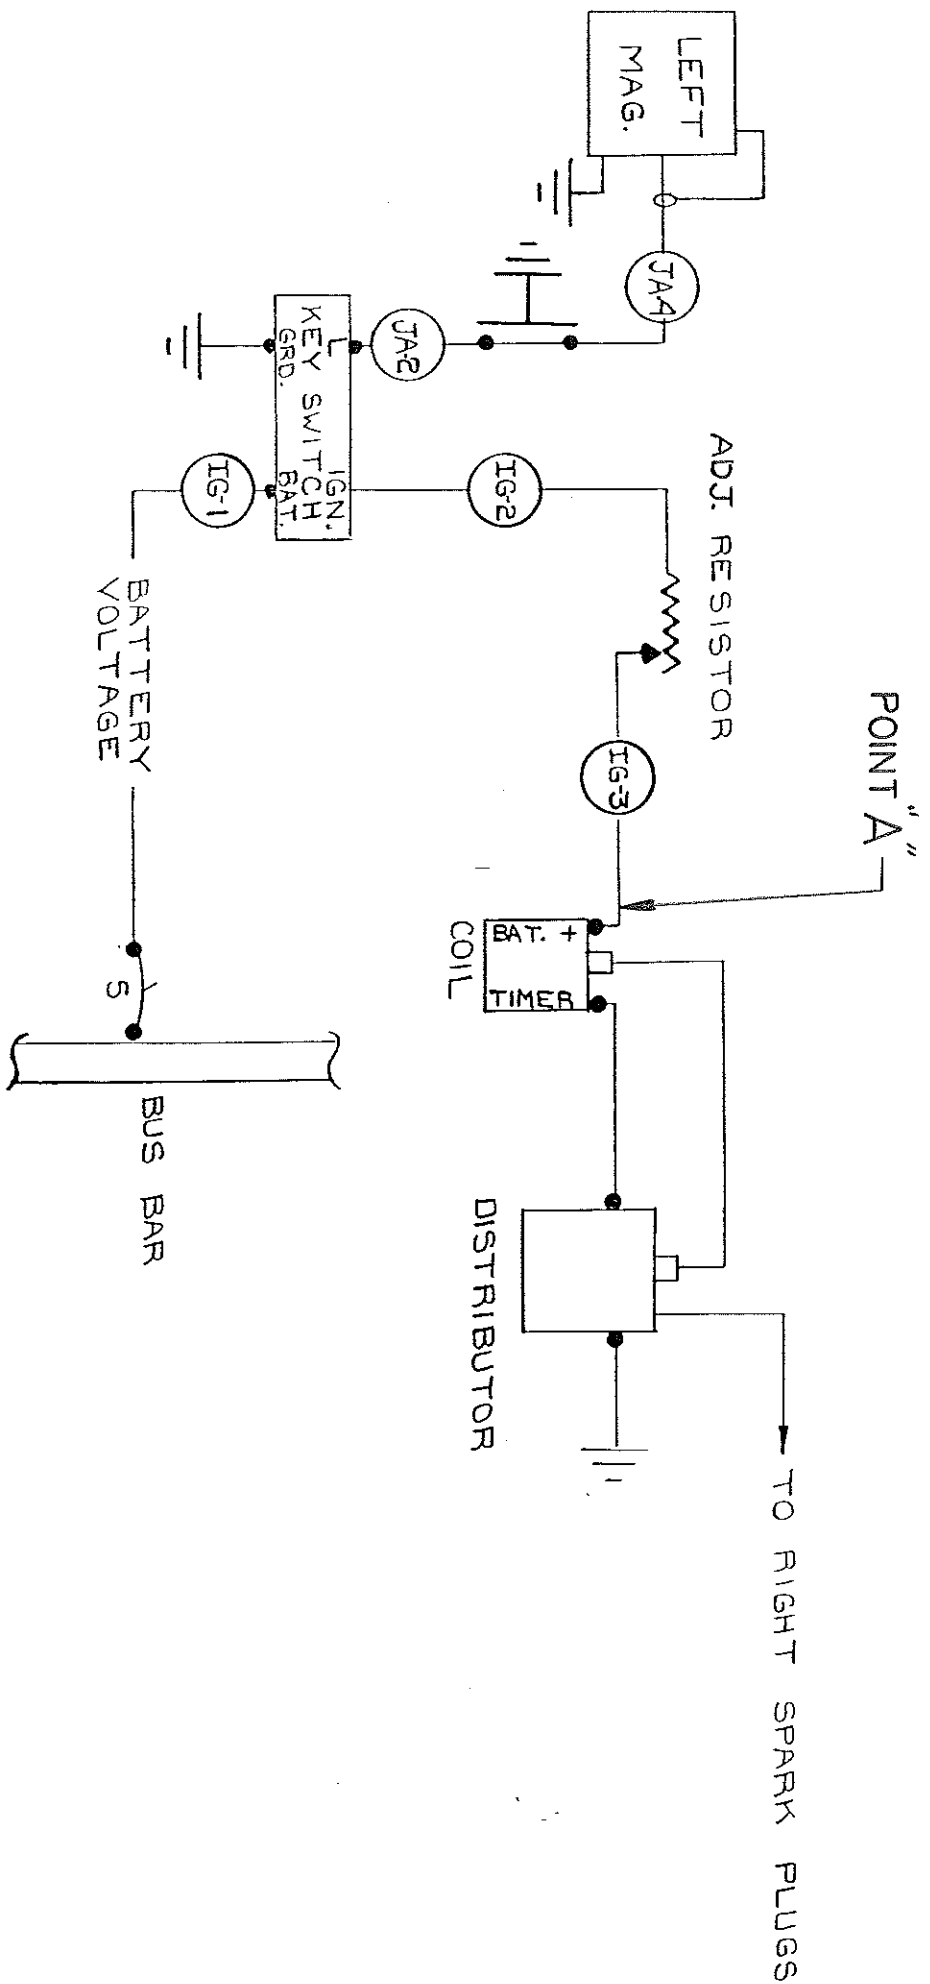 POINT "A"
TO RIGHT SPARK PLUGS
ADJ. RESISTOR
LEFT
MAG.
JA-4
IG-3
BAT. +
TIMER
COIL
DISTRIBUTOR
IG-2
JA-2
L IGN.
KEY SWITCH
GRD. BAT.
IG-1
BATTERY
VOLTAGE
5
BUS BAR